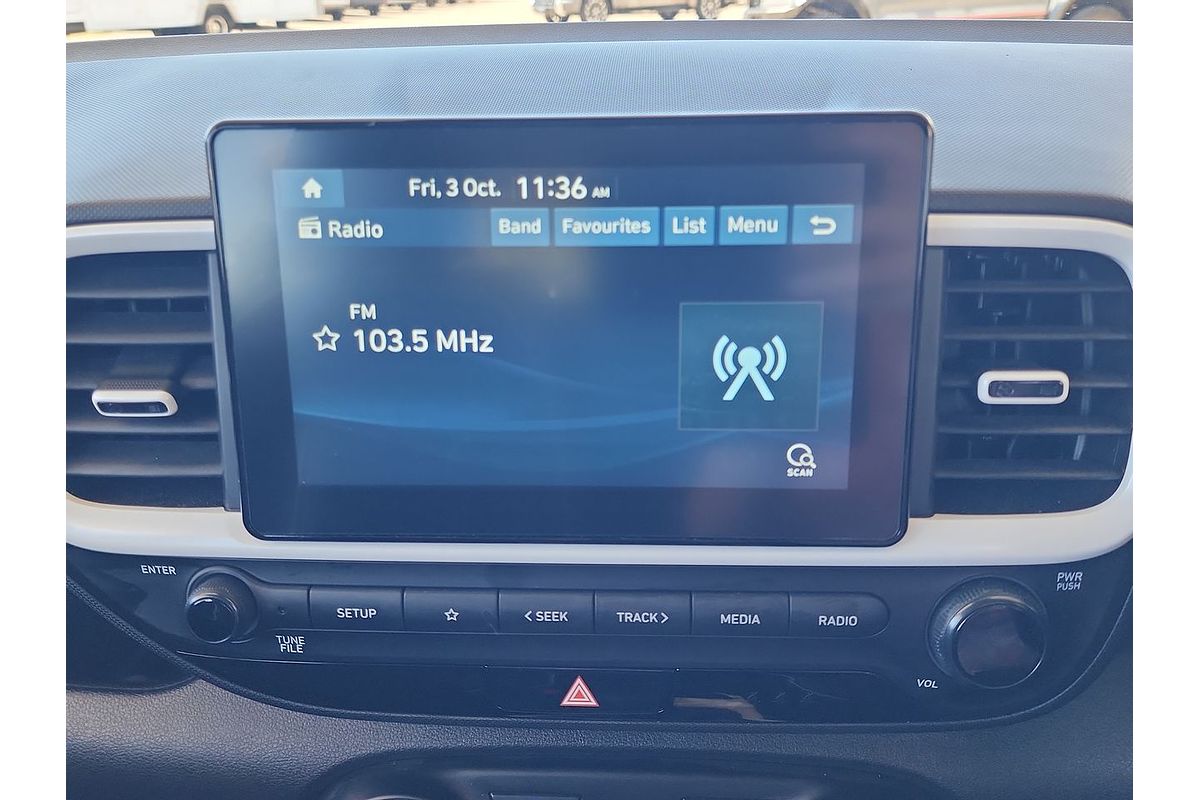 Fri, 3 Oct. 11:36 AM
Radio Band Favourites List Menu
FM
103.5 MHz
SCAN
ENTER
PWR
PUSH
SETUP < SEEK TRACK > MEDIA RADIO
TUNE
FILE
VOL